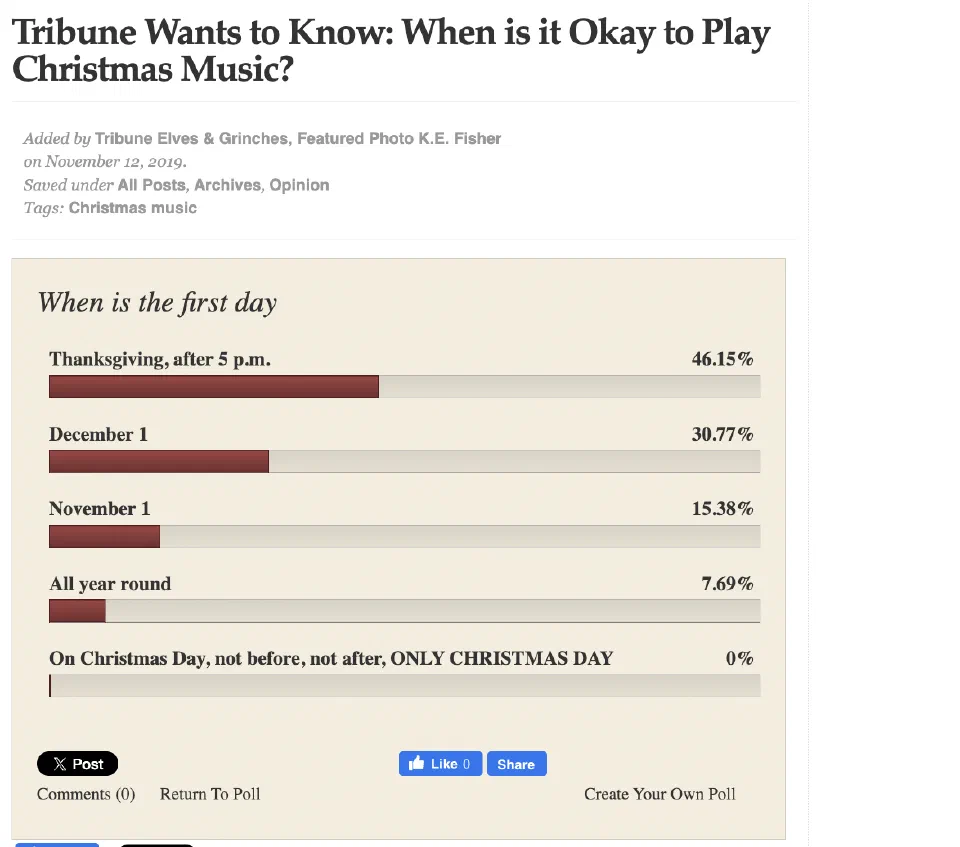 Tribune Wants to Know: When is it Okay to Play
Christmas Music?
Added by Tribune Elves & Grinches, Featured Photo K.E. Fisher
on November 12, 2019.
Saved under All Posts, Archives, Opinion
Tags: Christmas music
When is the first day
Thanksgiving, after 5 p.m. 46.15%
December 1 30.77%
November 1 15.38%
All year round 7.69%
On Christmas Day, not before, not after, ONLY CHRISTMAS DAY 0%
X Post Like 0 Share
Comments (0) Return To Poll Create Your Own Poll